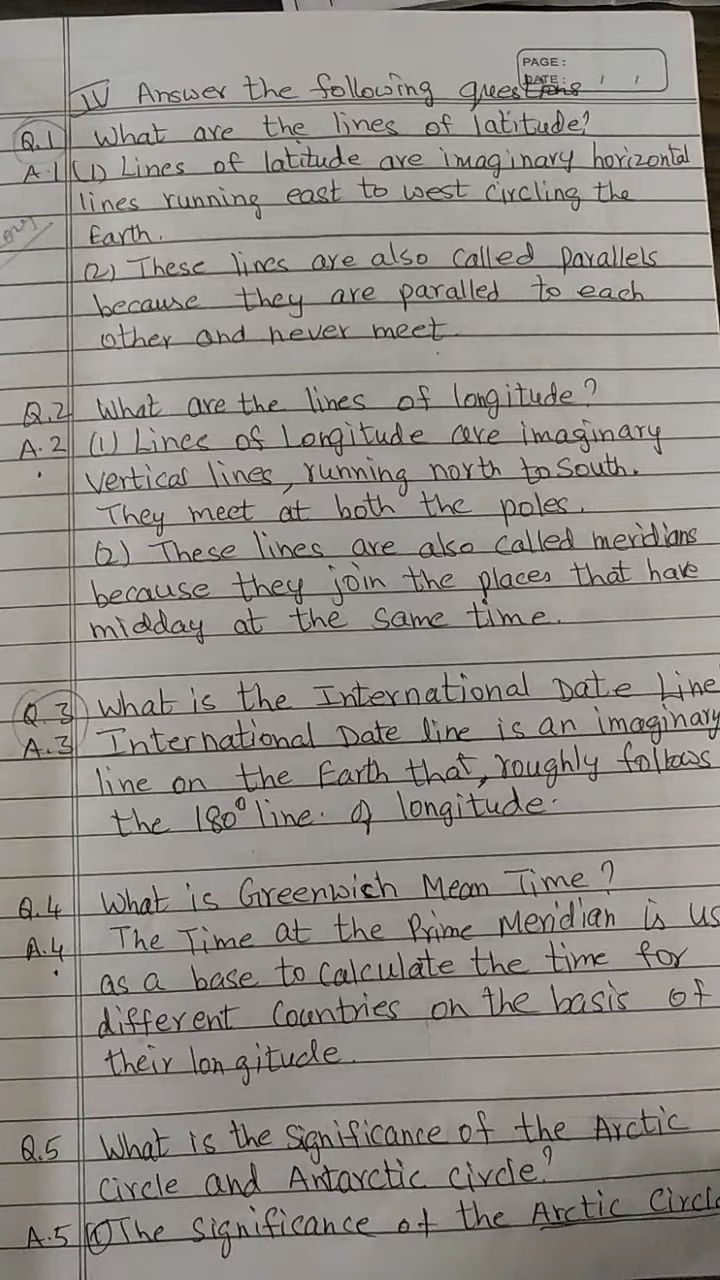 PAGE:
DATE: / /
IV Answer the following questions
Q.1 What are the lines of latitude?
A.1 (1) Lines of latitude are imaginary horizontal
lines running east to west circling the
Earth.
(2) These lines are also called parallels
because they are paralled to each
other and never meet.
Q.2 What are the lines of longitude?
A.2 (1) Lines of Longitude are imaginary
vertical lines, running north to South.
They meet at both the poles.
(2) These lines are also called meridians
because they join the places that have
midday at the same time.
Q.3 What is the International Date Line
A.3 International Date line is an imaginary
line on the Earth that, roughly follows
the 180° line. of longitude.
Q.4 What is Greenwich Mean Time?
A.4 The Time at the Prime Meridian is us
as a base to calculate the time for
different Countries on the basis of
their longitude.
Q.5 What is the significance of the Arctic
Circle and Antarctic circle?
A.5 (1) The significance of the Arctic Circle